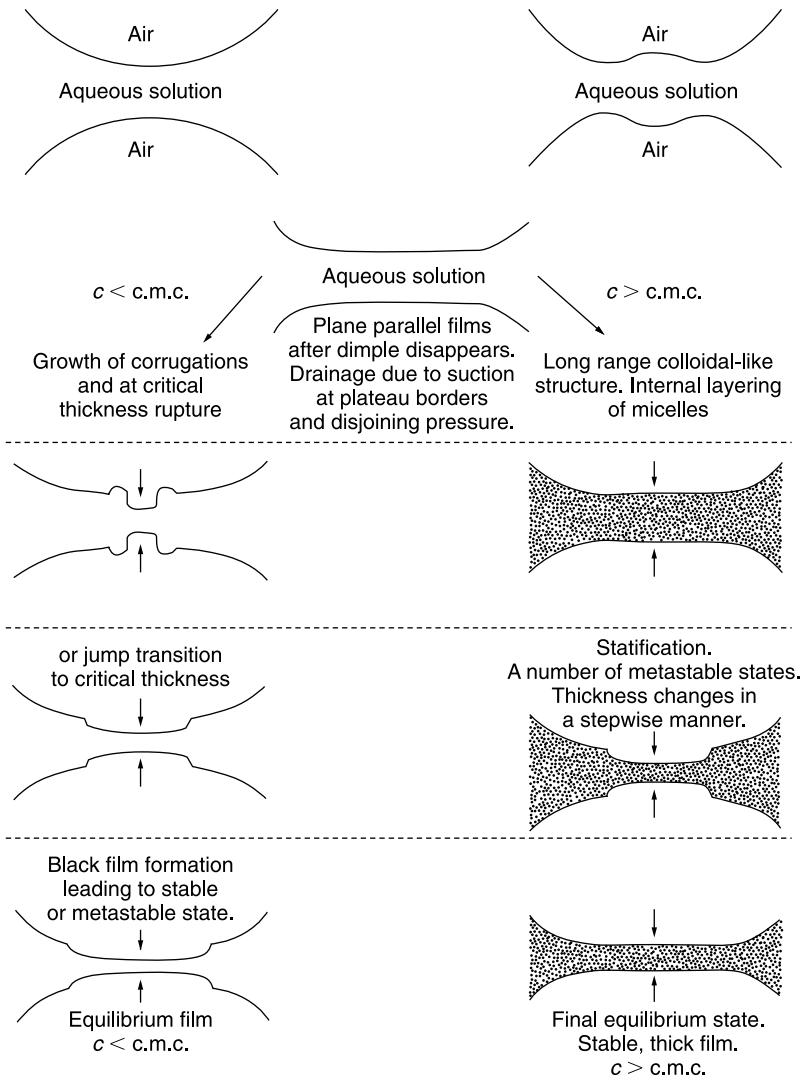 Air
Aqueous solution
Air
Air
Aqueous solution
Air
Aqueous solution
c < c.m.c.
Growth of corrugations
and at critical
thickness rupture
Plane parallel films
after dimple disappears.
Drainage due to suction
at plateau borders
and disjoining pressure.
c > c.m.c.
Long range colloidal-like
structure. Internal layering
of micelles
or jump transition
to critical thickness
Statification.
A number of metastable states.
Thickness changes in
a stepwise manner.
Black film formation
leading to stable
or metastable state.
Equilibrium film
c < c.m.c.
Final equilibrium state.
Stable, thick film.
c > c.m.c.